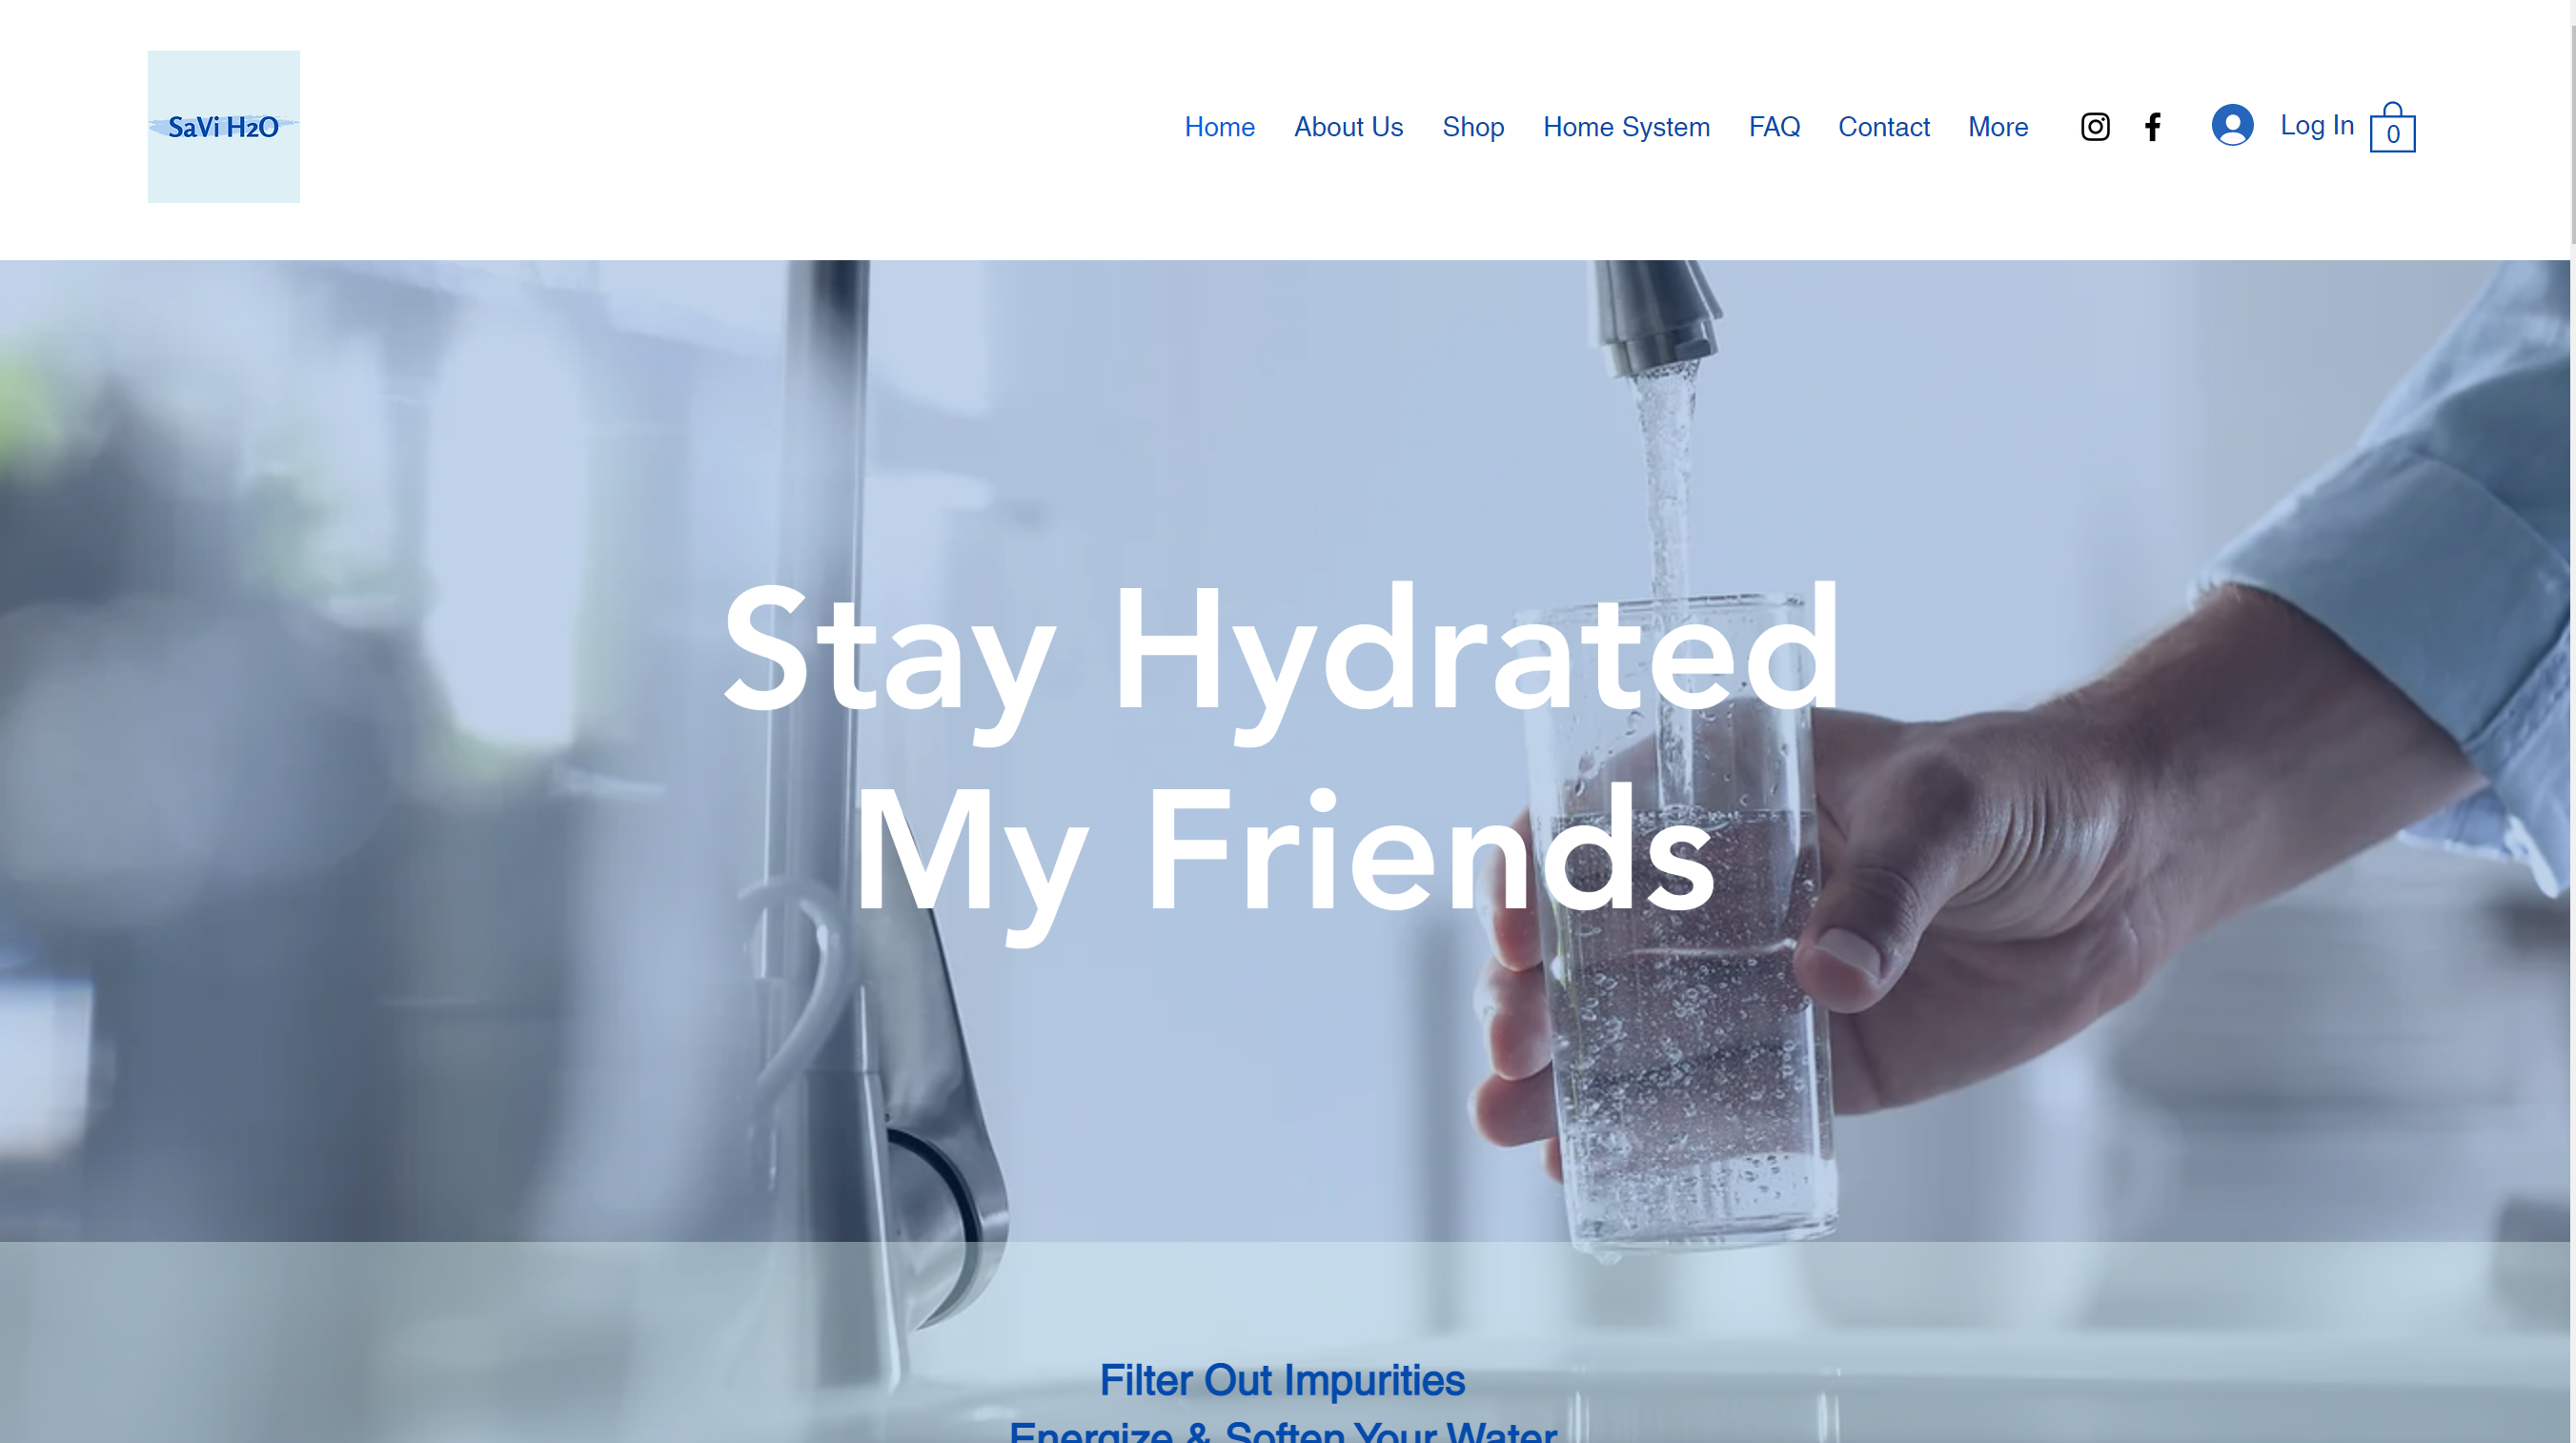 SaVi H2O
Home About Us Shop Home System FAQ Contact More Log In 0
Stay Hydrated
My Friends
Filter Out Impurities
Energize & Soften Your Water